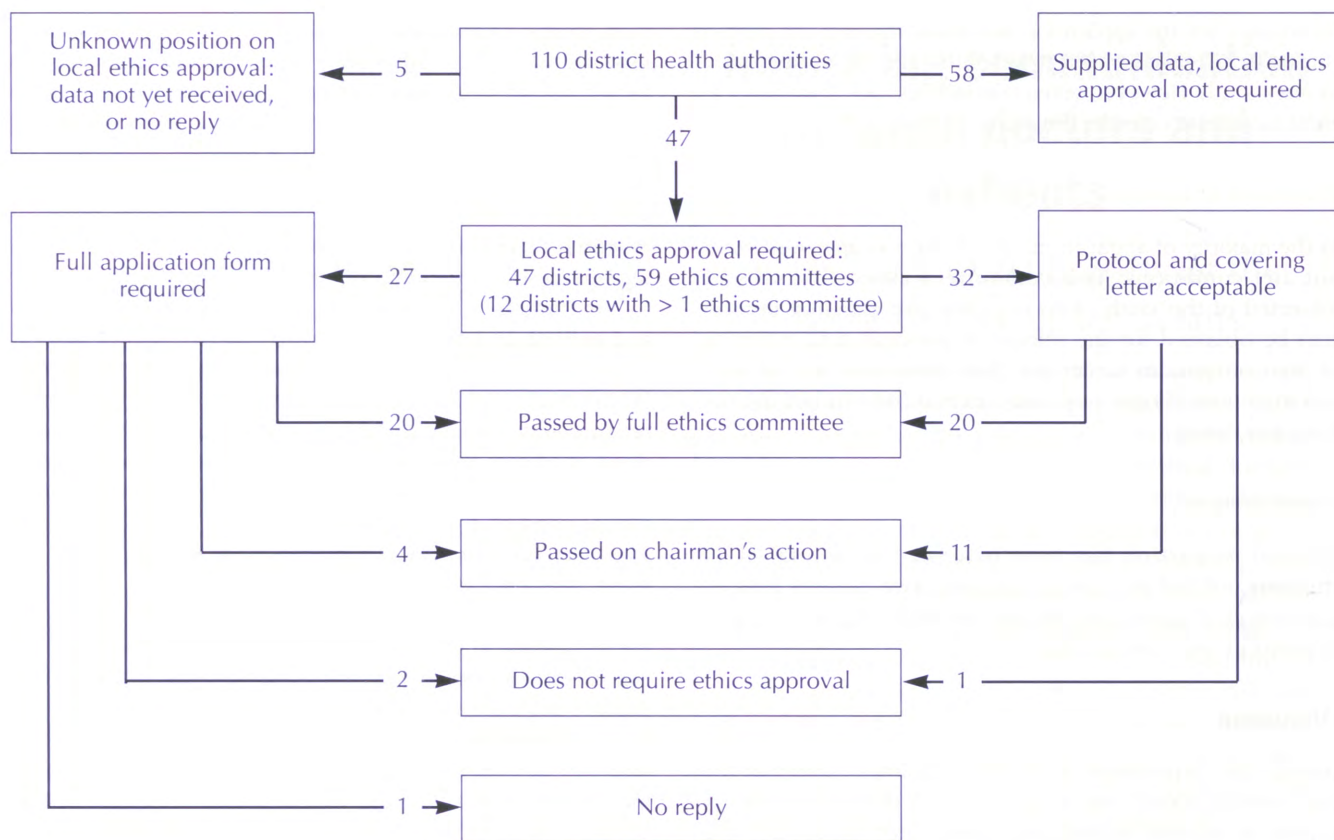 Unknown position on
local ethics approval:
data not yet received,
or no reply
5
110 district health authorities
58
Supplied data, local ethics
approval not required
47
Full application form
required
27
Local ethics approval required:
47 districts, 59 ethics committees
(12 districts with > 1 ethics committee)
32
Protocol and covering
letter acceptable
20
Passed by full ethics committee
20
4
Passed on chairman's action
11
2
Does not require ethics approval
1
1
No reply